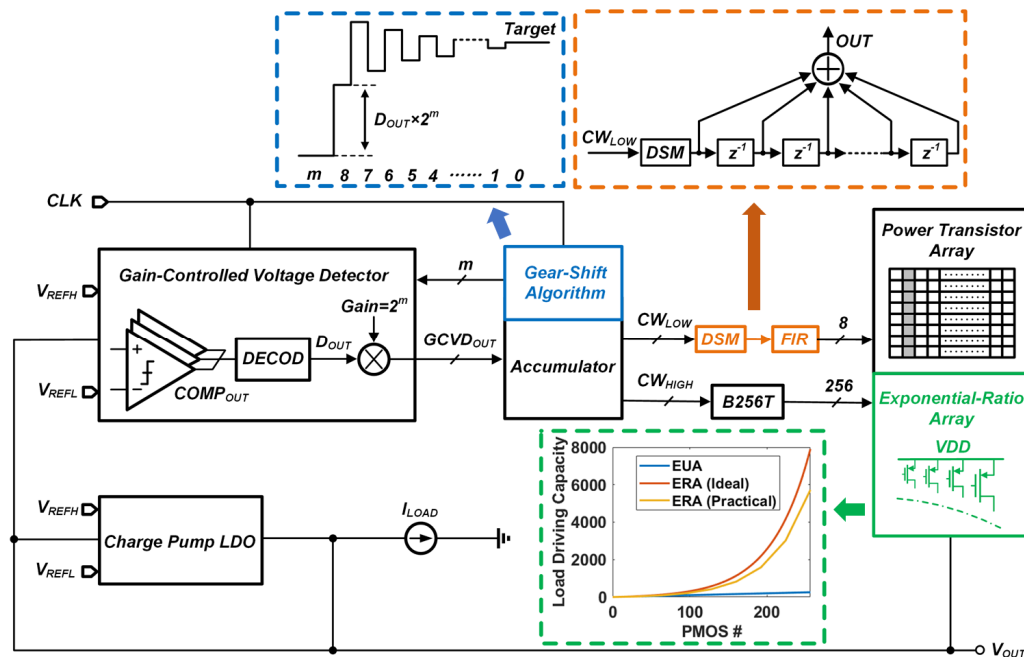 Target
D_OUT×2^m
m 8 7 6 5 4 ······ 1 0
OUT
CW_LOW
DSM
z^-1
z^-1
z^-1
CLK
Gain-Controlled Voltage Detector
V_REFH
V_REFL
Gain=2^m
+
DECOD
D_OUT
COMP_OUT
GCVD_OUT
m
Gear-Shift
Algorithm
Accumulator
CW_LOW
DSM
FIR
8
CW_HIGH
B256T
256
Power Transistor
Array
Exponential-Ratio
Array
VDD
V_REFH
V_REFL
Charge Pump LDO
I_LOAD
Load Driving Capacity
8000
6000
4000
2000
0
EUA
ERA (Ideal)
ERA (Practical)
0 100 200
PMOS #
V_OUT